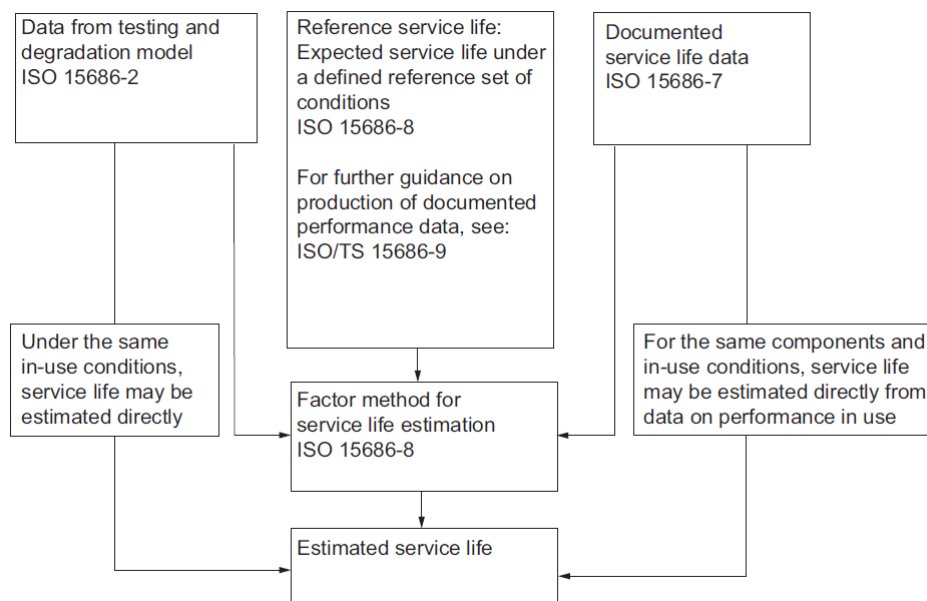 Data from testing and
degradation model
ISO 15686-2
Reference service life:
Expected service life under
a defined reference set of
conditions
ISO 15686-8
For further guidance on
production of documented
performance data, see:
ISO/TS 15686-9
Documented
service life data
ISO 15686-7
Under the same
in-use conditions,
service life may be
estimated directly
For the same components and
in-use conditions, service life
may be estimated directly from
data on performance in use
Factor method for
service life estimation
ISO 15686-8
Estimated service life